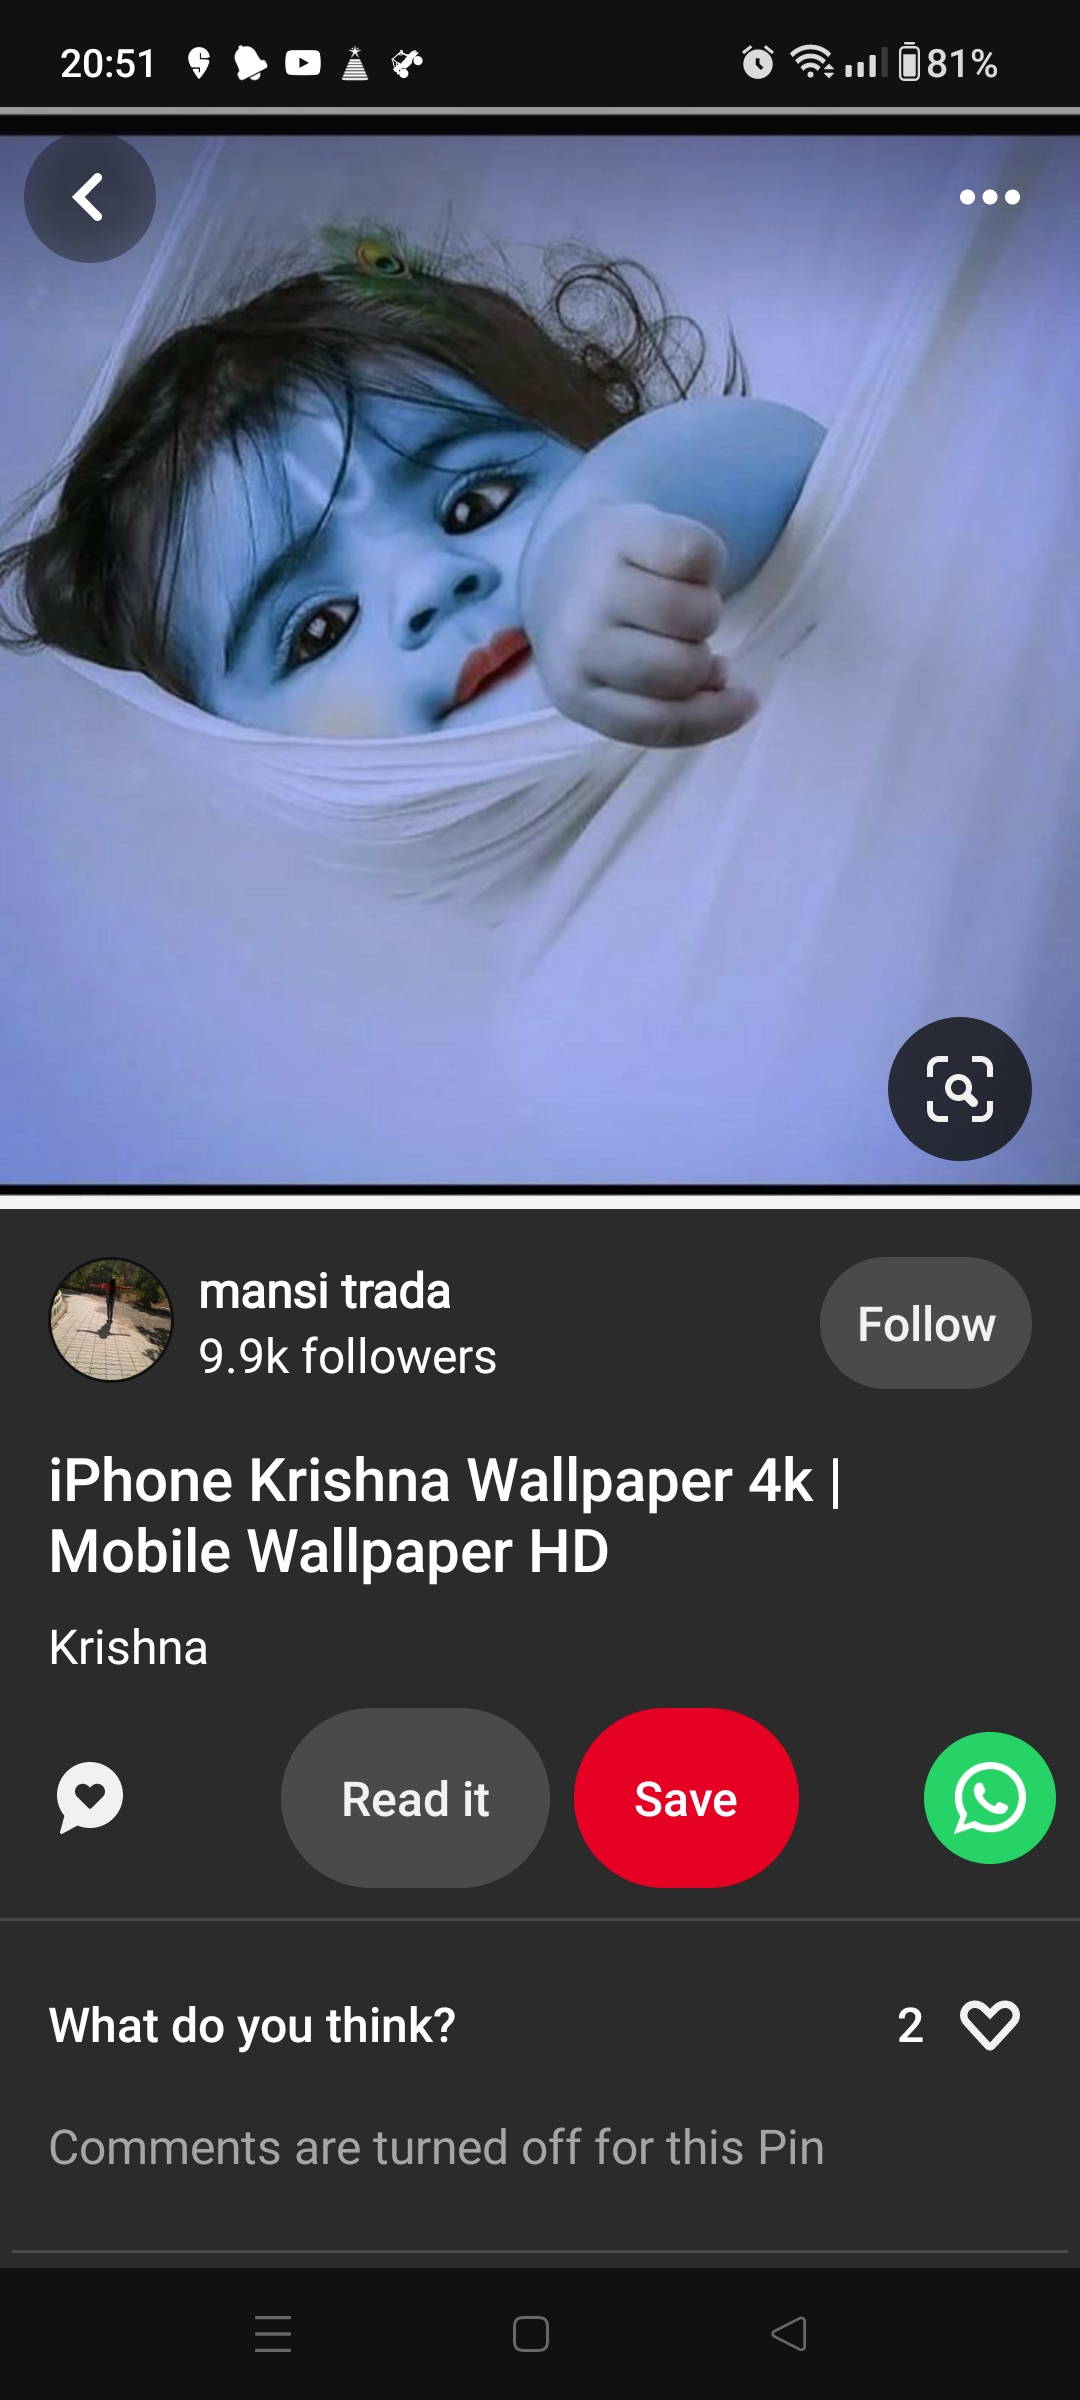 20:51
81%
mansi trada
9.9k followers
Follow
iPhone Krishna Wallpaper 4k |
Mobile Wallpaper HD
Krishna
Read it
Save
What do you think?
2
Comments are turned off for this Pin